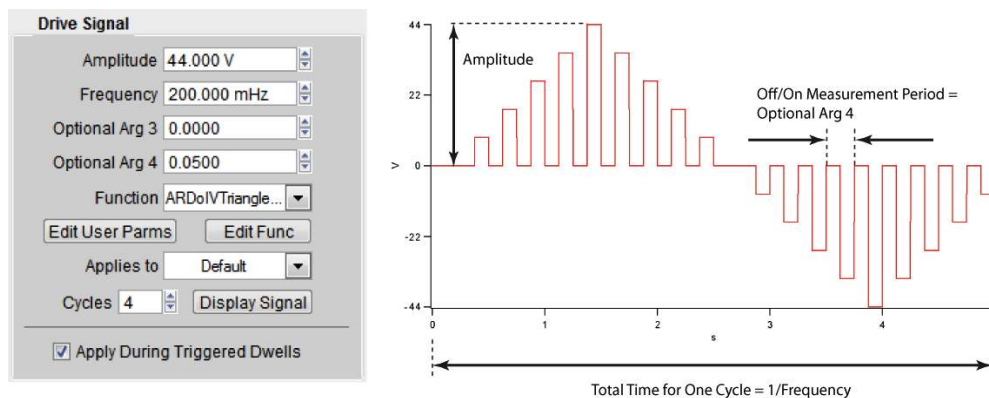 Drive Signal
Amplitude 44.000 V
Frequency 200.000 mHz
Optional Arg 3 0.0000
Optional Arg 4 0.0500
Function ARDoIVTriangle...
Edit User Parms Edit Func
Applies to Default
Cycles 4 Display Signal
Apply During Triggered Dwells
44
22
0
-22
-44
V
Amplitude
Off/On Measurement Period =
Optional Arg 4
0 1 2 3 4
s
Total Time for One Cycle = 1/Frequency